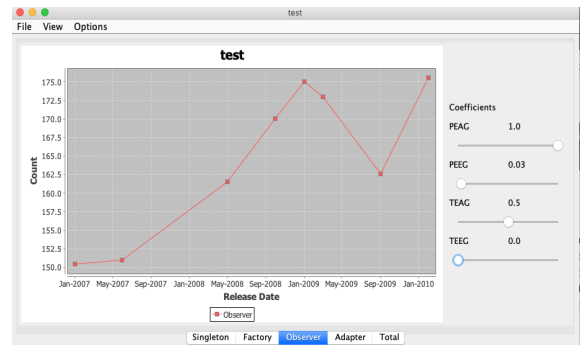 test
File View Options
test
Coefficients
PEAG 1.0
PEEG 0.03
TEAG 0.5
TEEG 0.0
Count
175.0
172.5
170.0
167.5
165.0
162.5
160.0
157.5
155.0
152.5
150.0
Jan-2007 May-2007 Sep-2007 Jan-2008 May-2008 Sep-2008 Jan-2009 May-2009 Sep-2009 Jan-2010
Release Date
Observer
Singleton Factory Observer Adapter Total